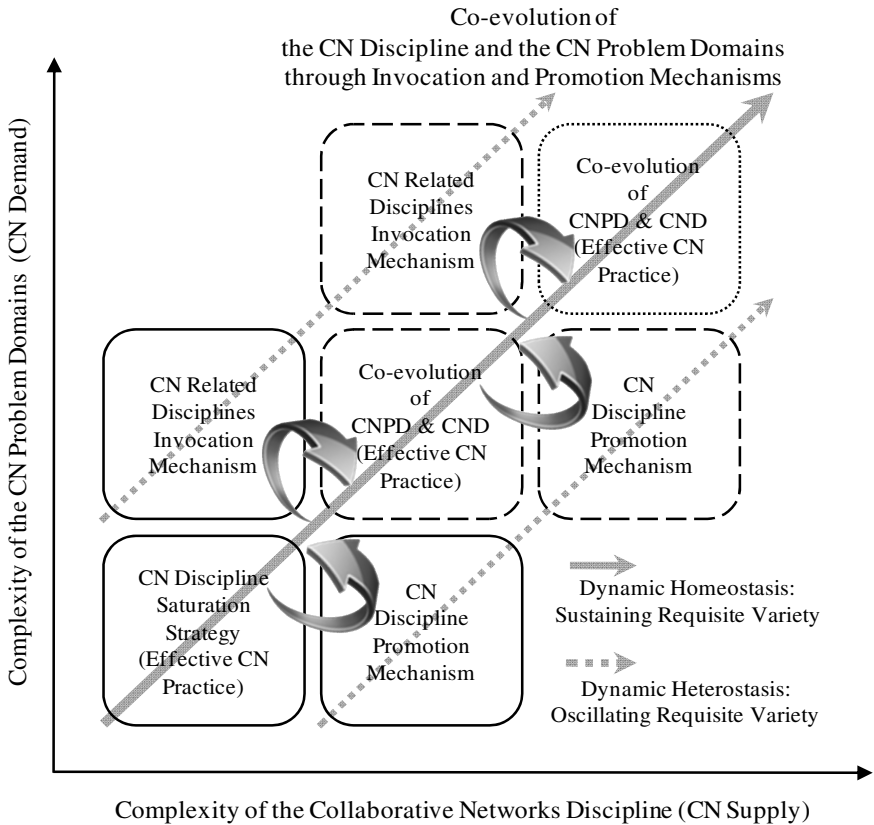 Co-evolution of
the CN Discipline and the CN Problem Domains
through Invocation and Promotion Mechanisms
Complexity of the CN Problem Domains (CN Demand)
CN Related
Disciplines
Invocation
Mechanism
Co-evolution
of
CNPD & CND
(Effective CN
Practice)
CN Related
Disciplines
Invocation
Mechanism
Co-evolution
of
CNPD & CND
(Effective CN
Practice)
CN
Discipline
Promotion
Mechanism
CN Discipline
Saturation
Strategy
(Effective CN
Practice)
CN
Discipline
Promotion
Mechanism
Dynamic Homeostasis:
Sustaining Requisite Variety
Dynamic Heterostasis:
Oscillating Requisite Variety
Complexity of the Collaborative Networks Discipline (CN Supply)